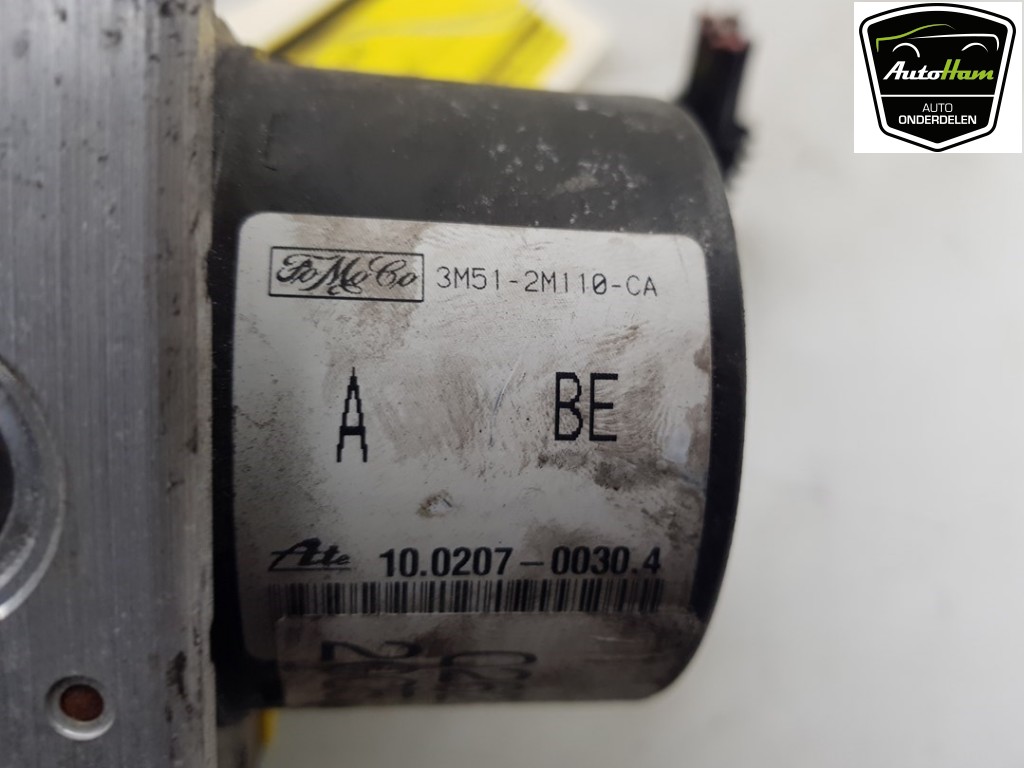 AutoHam
AUTO
ONDERDELEN
FoMoCo 3M51-2M110-CA
A BE
Ate 10.0207-0030.4